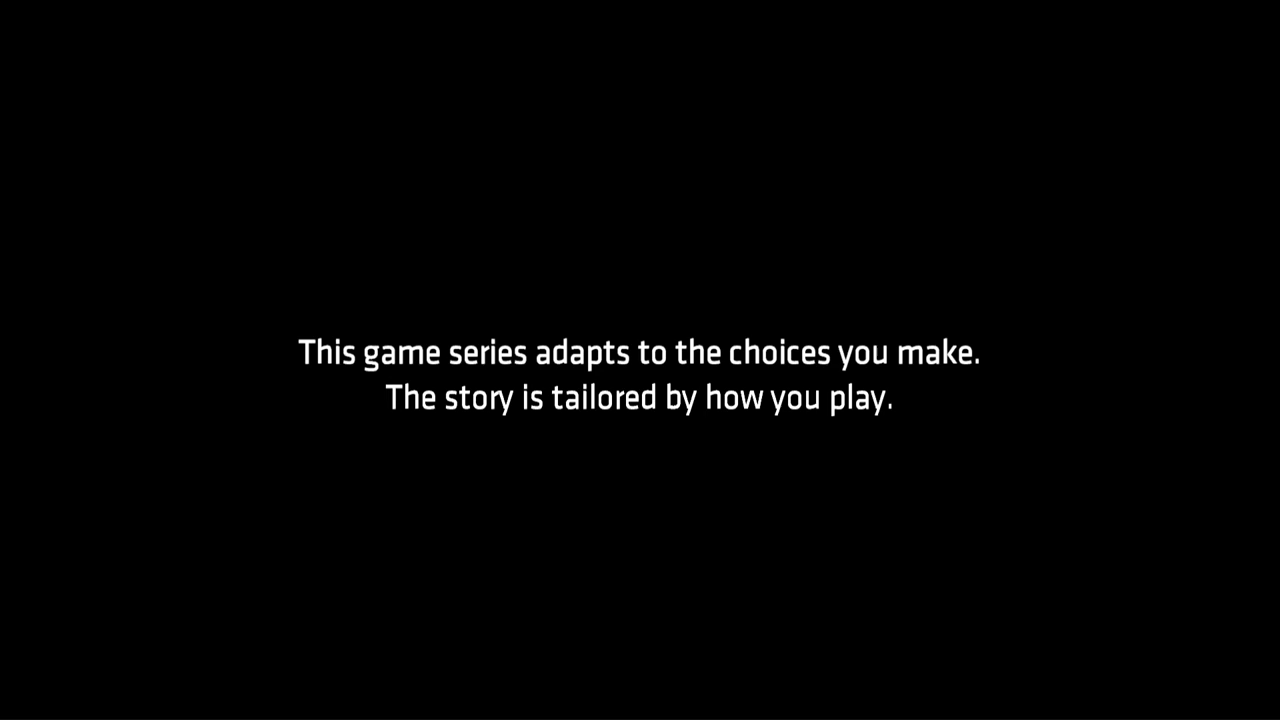 This game series adapts to the choices you make.
The story is tailored by how you play.